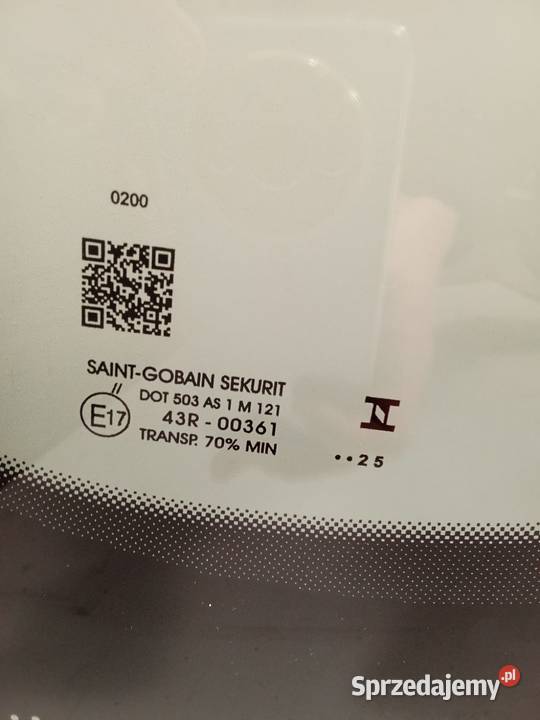 0200
SAINT-GOBAIN SEKURIT
//
DOT 503 AS 1 M 121
E17
43R - 00361
TRANSP. 70% MIN
••25
Sprzedajemy.pl